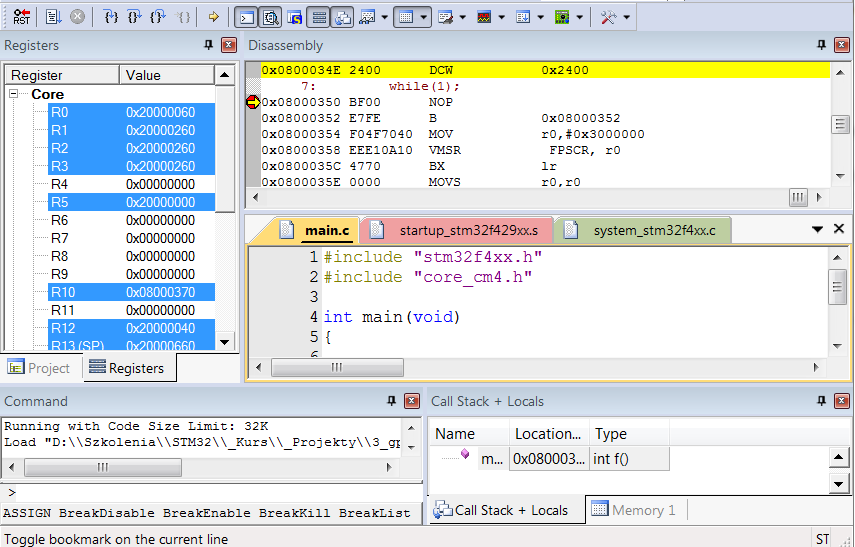 RST
Registers
Register Value
Core
R0 0x20000060
R1 0x20000260
R2 0x20000260
R3 0x20000260
R4 0x00000000
R5 0x20000000
R6 0x00000000
R7 0x00000000
R8 0x00000000
R9 0x00000000
R10 0x08000370
R11 0x00000000
R12 0x20000040
R13 (SP) 0x20000660
Project
Registers
Disassembly
0x0800034E 2400 DCW 0x2400
7: while(1);
0x08000350 BF00 NOP
0x08000352 E7FE B 0x08000352
0x08000354 F04F7040 MOV r0,#0x3000000
0x08000358 EEE10A10 VMSR FPSCR, r0
0x0800035C 4770 BX lr
0x0800035E 0000 MOVS r0,r0
main.c startup_stm32f429xx.s system_stm32f4xx.c
1 #include "stm32f4xx.h"
2 #include "core_cm4.h"
3
4 int main(void)
5 {
Command
Running with Code Size Limit: 32K
Load "D:\\Szkolenia\\STM32\\_Kurs\\_Projekty\\3_gp
>
ASSIGN BreakDisable BreakEnable BreakKill BreakList
Call Stack + Locals
Name Location... Type
m... 0x080003... int f()
Call Stack + Locals Memory 1
Toggle bookmark on the current line
ST